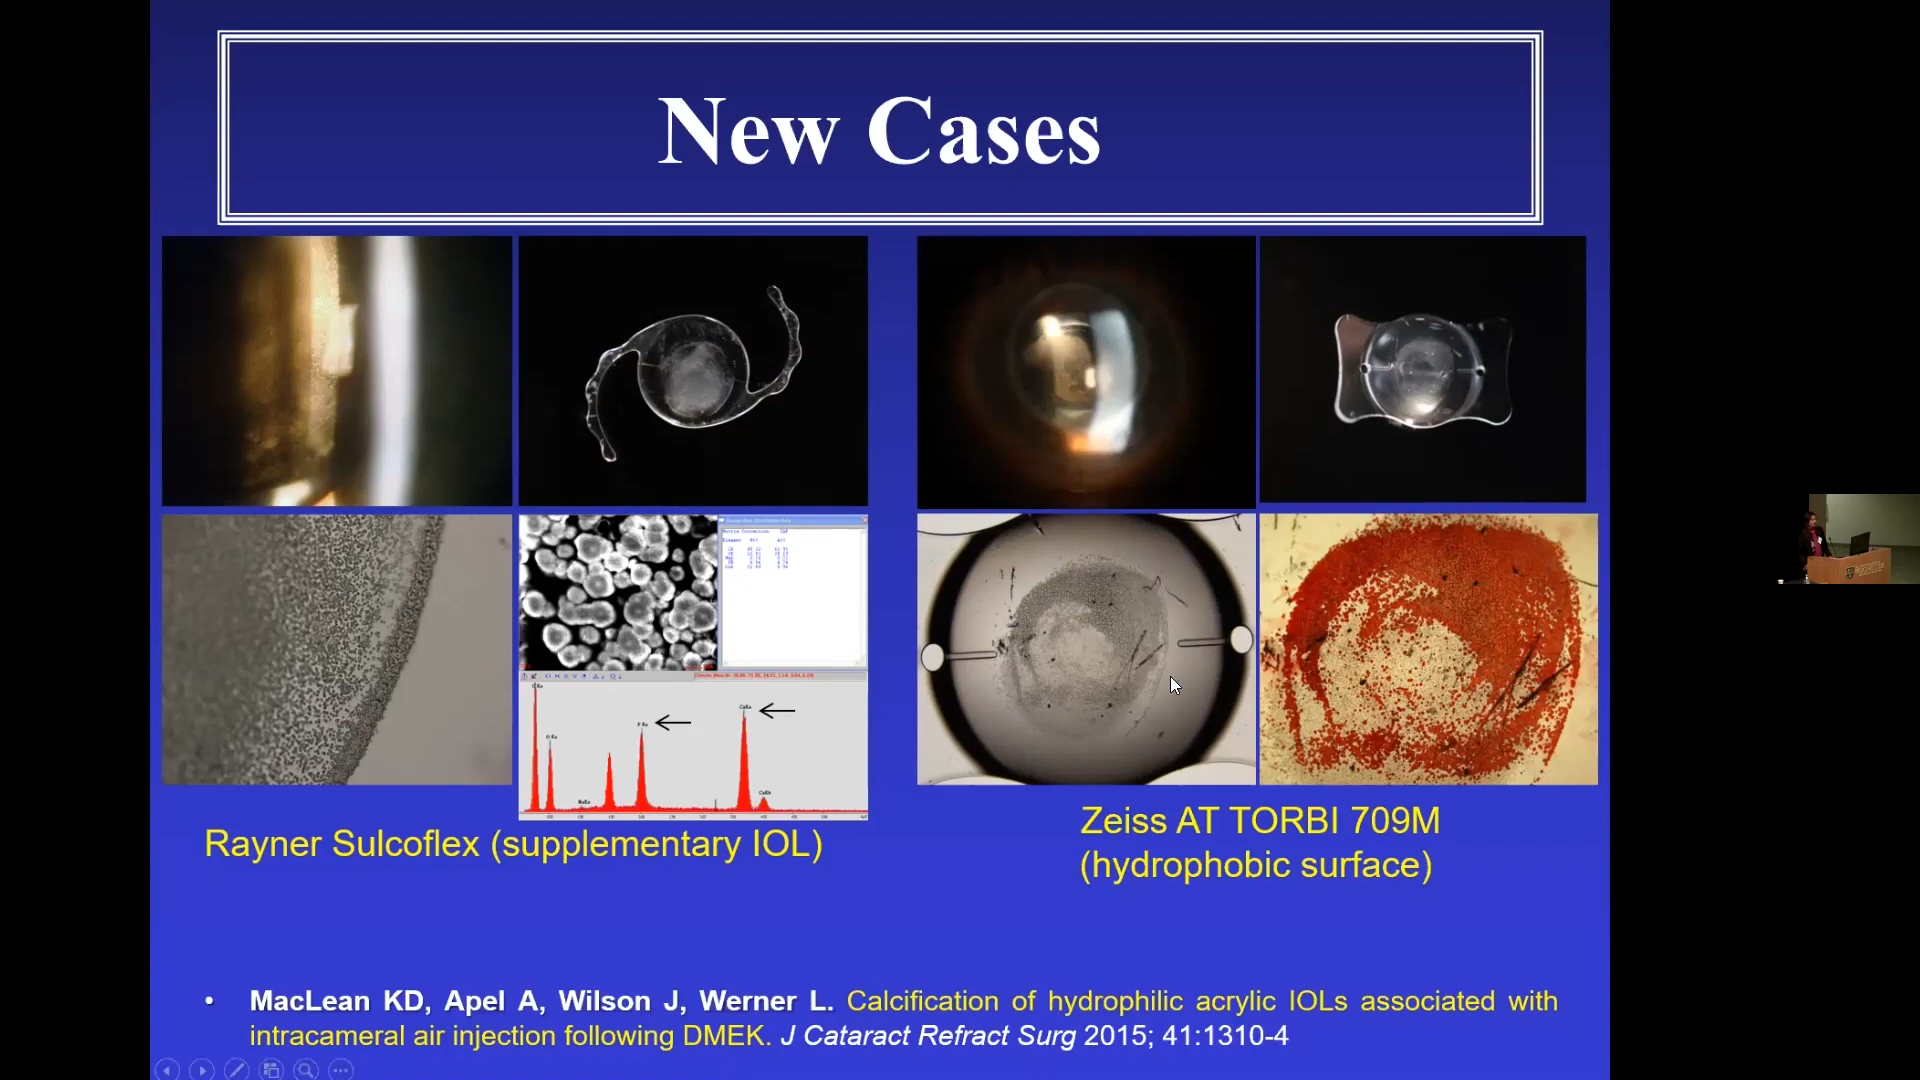 New Cases
Rayner Sulcoflex (supplementary IOL)
Zeiss AT TORBI 709M
(hydrophobic surface)
• MacLean KD, Apel A, Wilson J, Werner L. Calcification of hydrophilic acrylic IOLs associated with
intracameral air injection following DMEK. J Cataract Refract Surg 2015; 41:1310-4